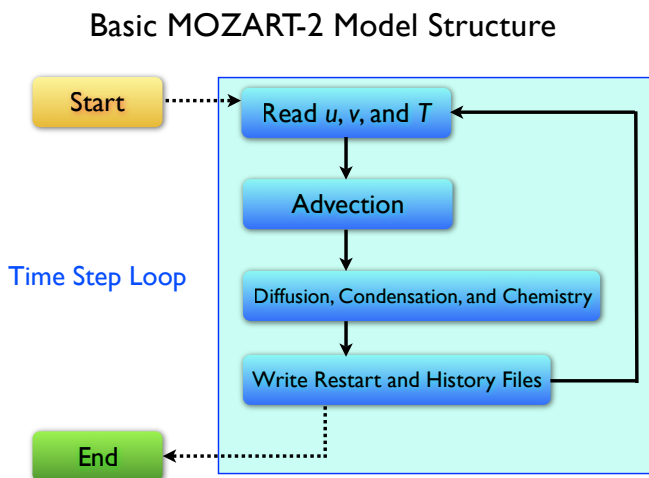 Basic MOZART-2 Model Structure
Start
Read u, v, and T
Advection
Time Step Loop
Diffusion, Condensation, and Chemistry
Write Restart and History Files
End